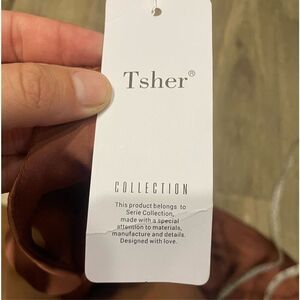 Tsher®
COLLECTION
This product belongs to
Serie Collection,
made with a special
attention to materials,
manufacture and details.
Designed with love.